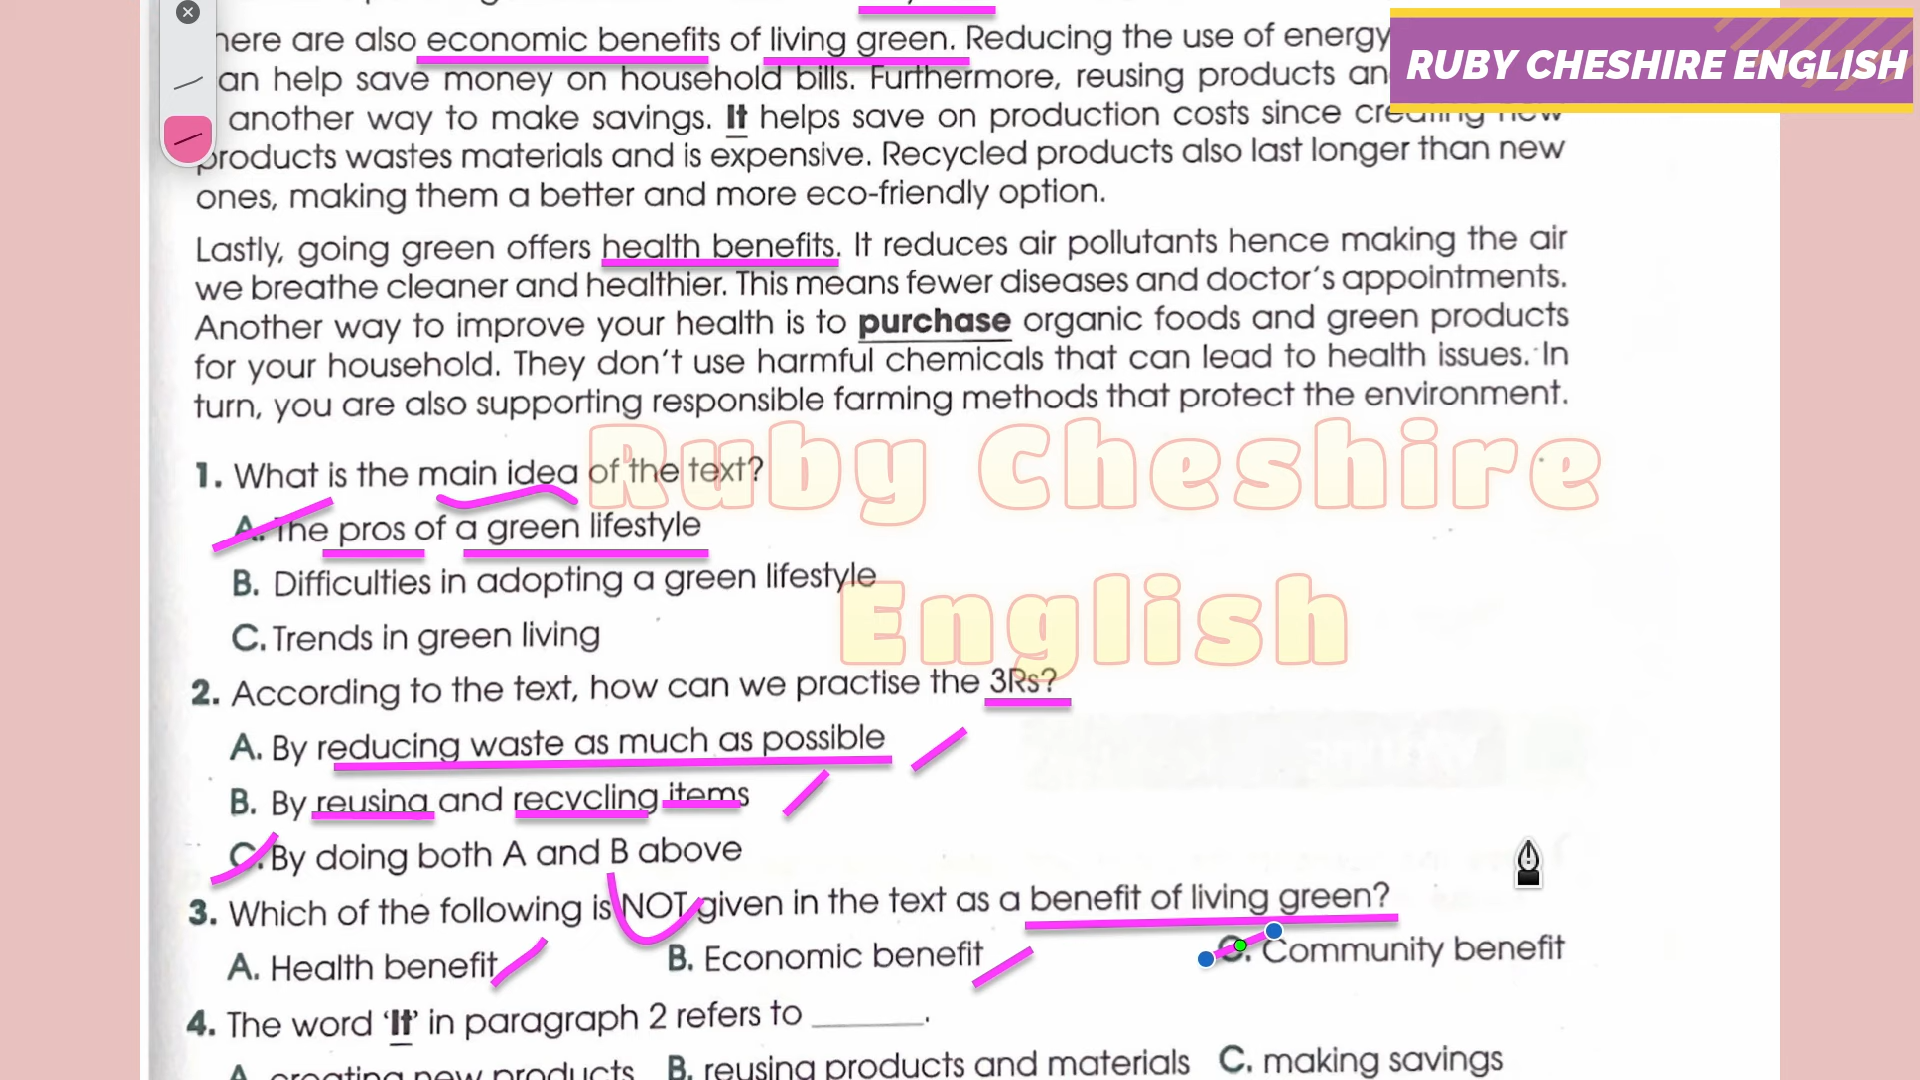 RUBY CHESHIRE ENGLISH
here are also economic benefits of living green. Reducing the use of energy
an help save money on household bills. Furthermore, reusing products an
another way to make savings. It helps save on production costs since creating new
products wastes materials and is expensive. Recycled products also last longer than new
ones, making them a better and more eco-friendly option.
Lastly, going green offers health benefits. It reduces air pollutants hence making the air
we breathe cleaner and healthier. This means fewer diseases and doctor's appointments.
Another way to improve your health is to purchase organic foods and green products
for your household. They don't use harmful chemicals that can lead to health issues. In
turn, you are also supporting responsible farming methods that protect the environment.
Ruby Cheshire
English
1. What is the main idea of the text?
A. The pros of a green lifestyle
B. Difficulties in adopting a green lifestyle
C. Trends in green living
2. According to the text, how can we practise the 3Rs?
A. By reducing waste as much as possible
B. By reusing and recycling items
C. By doing both A and B above
3. Which of the following is NOT given in the text as a benefit of living green?
A. Health benefit B. Economic benefit C. Community benefit
4. The word 'It' in paragraph 2 refers to ______.
A. creating new products B. reusing products and materials C. making savings